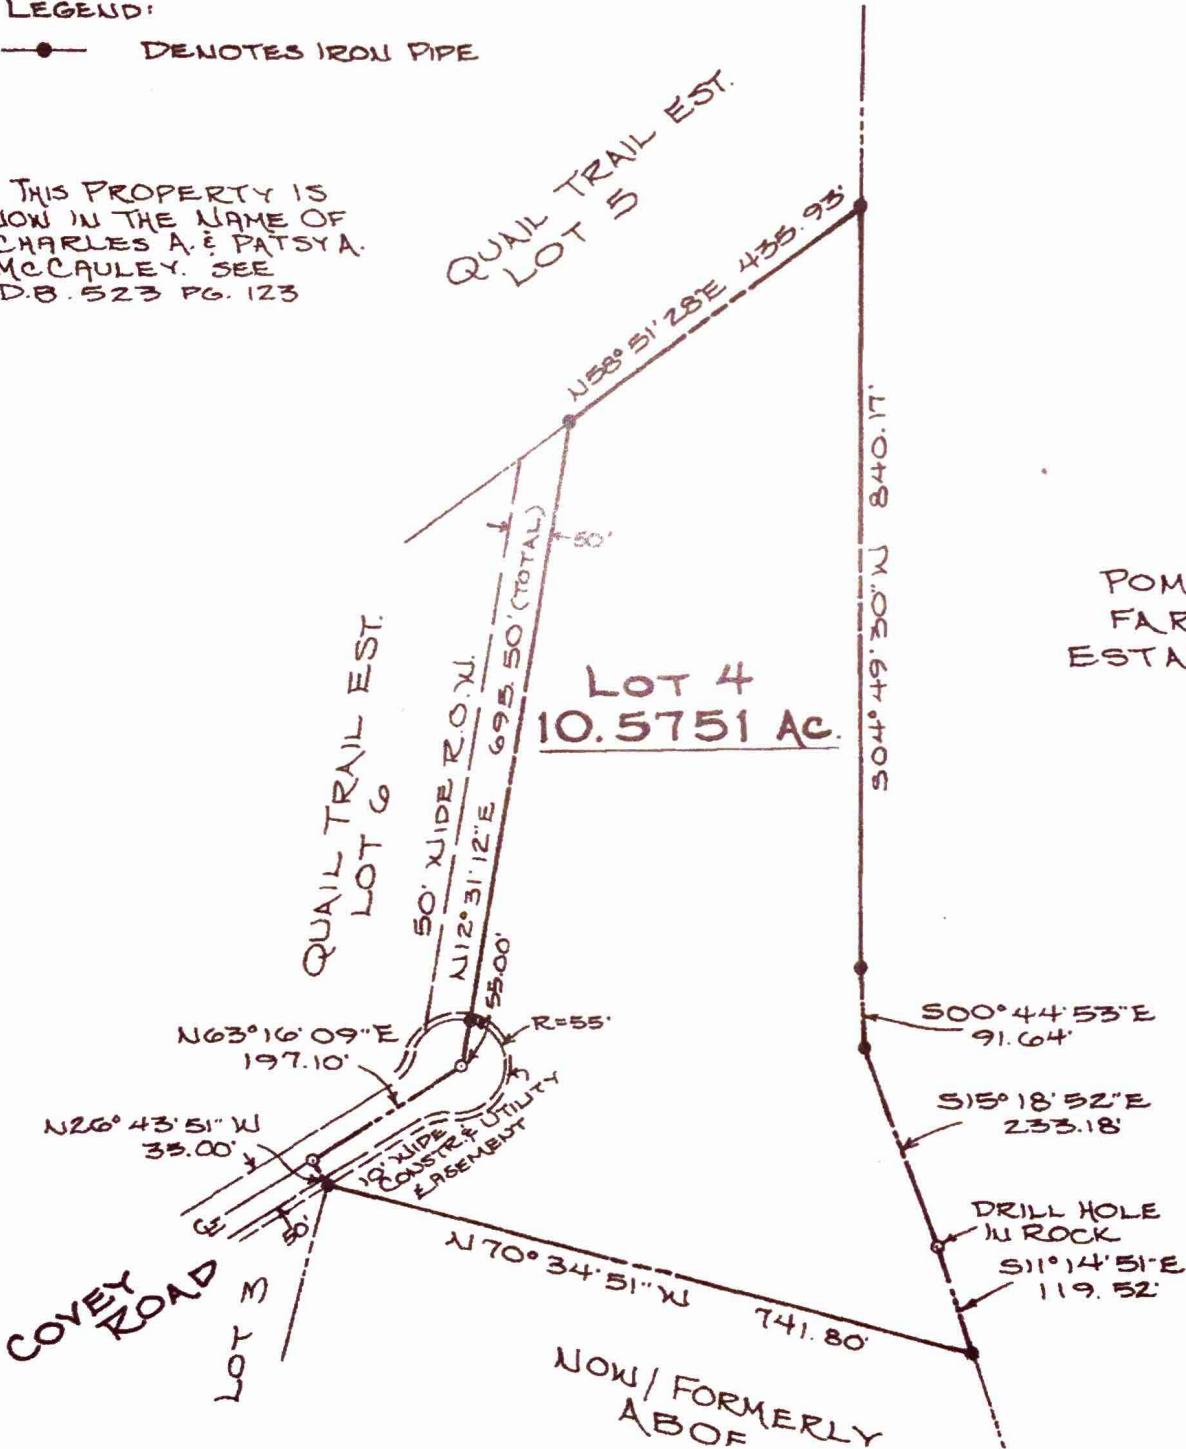 LEGEND:
DENOTES IRON PIPE
THIS PROPERTY IS
NOW IN THE NAME OF
CHARLES A. & PATSY A.
MCCAULEY. SEE
D.B. 523 PG. 123
QUAIL TRAIL EST.
LOT 5
N58° 51' 28"E 435.93'
S04° 49' 30" W 840.17'
50'
695.50' (TOTAL)
N12° 31' 12" E
50' WIDE R.O.W.
QUAIL TRAIL EST.
LOT 6
LOT 4
10.5751 AC.
POM
FAR
ESTA
55.00'
R=55'
N63° 16' 09" E
197.10'
N26° 43' 51" W
33.00'
10' WIDE
CONSTR. & UTILITY
EASEMENT
℄
50'
COVEY
ROAD
LOT 3
S00° 44' 53" E
91.64'
S15° 18' 52" E
233.18'
DRILL HOLE
IN ROCK
S11° 14' 51" E
119.52'
N 70° 34' 51" W 741.80'
NOW / FORMERLY